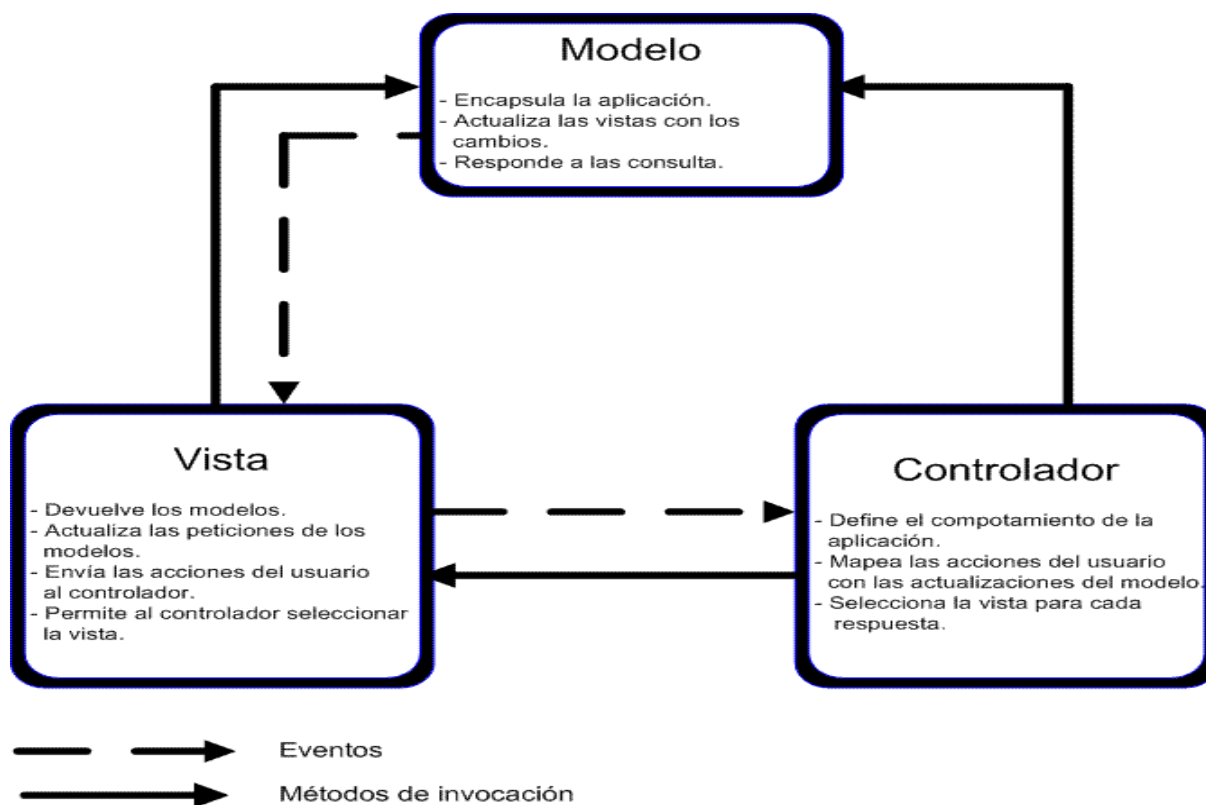 Modelo
- Encapsula la aplicación.
- Actualiza las vistas con los
cambios.
- Responde a las consulta.
Vista
- Devuelve los modelos.
- Actualiza las peticiones de los
modelos.
- Envía las acciones del usuario
al controlador.
- Permite al controlador seleccionar
la vista.
Controlador
- Define el compotamiento de la
aplicación.
- Mapea las acciones del usuario
con las actualizaciones del modelo.
- Selecciona la vista para cada
respuesta.
Eventos
Métodos de invocación